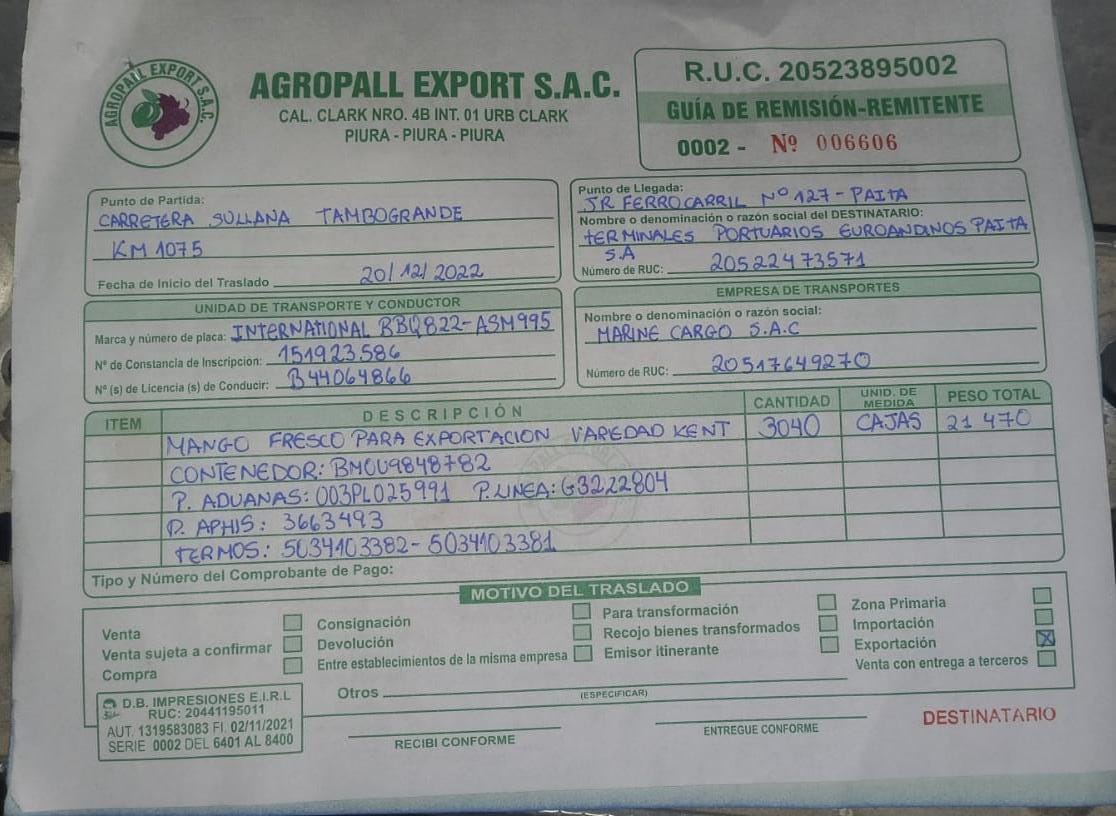 AGROPALL EXPORT S.A.C.
AGROPALL EXPORT S.A.C.
CAL. CLARK NRO. 4B INT. 01 URB CLARK
PIURA - PIURA - PIURA
R.U.C. 20523895002
GUÍA DE REMISIÓN-REMITENTE
0002 - Nº 006606
Punto de Partida:
CARRETERA SULLANA TAMBOGRANDE
KM 1075
Fecha de Inicio del Traslado 20/12/2022
Punto de Llegada:
JR FERROCARRIL Nº 127 - PAITA
Nombre o denominación o razón social del DESTINATARIO:
TERMINALES PORTUARIOS EUROANDINOS PAITA
S.A
Número de RUC: 20522473571
UNIDAD DE TRANSPORTE Y CONDUCTOR
Marca y número de placa: INTERNATIONAL BBQ822-ASM995
Nº de Constancia de Inscripción: 151923586
Nº (s) de Licencia (s) de Conducir: B44064866
EMPRESA DE TRANSPORTES
Nombre o denominación o razón social:
MARINE CARGO S.A.C
Número de RUC: 20517649270
ITEM DESCRIPCIÓN CANTIDAD UNID. DE MEDIDA PESO TOTAL
MANGO FRESCO PARA EXPORTACION VAREDAD KENT 3040 CAJAS 21 470
CONTENEDOR: BMOU9848782
P. ADUANAS: 003PL025991 P.LINEA: G3222804
P. APHIS: 3663493
TERMOS: 5034103382- 5034103381
Tipo y Número del Comprobante de Pago:
MOTIVO DEL TRASLADO
Venta
Venta sujeta a confirmar
Compra
Consignación
Devolución
Entre establecimientos de la misma empresa
Para transformación
Recojo bienes transformados
Emisor itinerante
Zona Primaria
Importación
Exportación X
Venta con entrega a terceros
Otros
(ESPECIFICAR)
D.B. IMPRESIONES E.I.R.L
RUC: 20441195011
AUT. 1319583083 FI. 02/11/2021
SERIE 0002 DEL 6401 AL 8400
RECIBI CONFORME
ENTREGUE CONFORME
DESTINATARIO